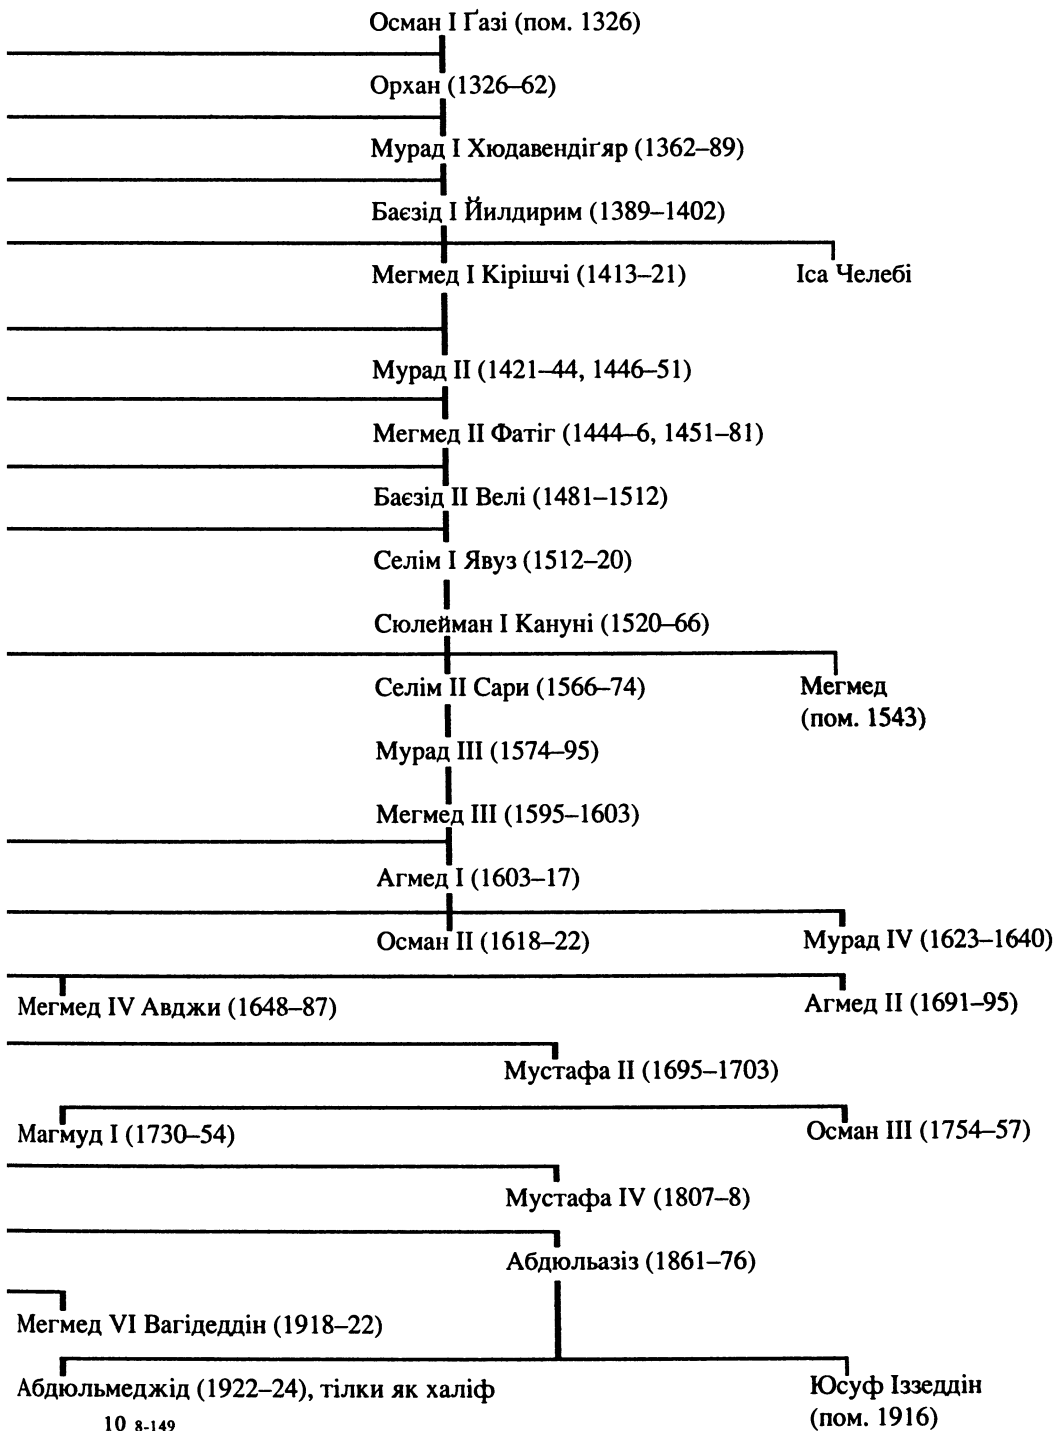 Осман I Ґазі (пом. 1326)
Орхан (1326–62)
Мурад I Хюдавендіґяр (1362–89)
Баєзід I Йилдирим (1389–1402)
Мегмед I Кірішчі (1413–21) Іса Челебі
Мурад II (1421–44, 1446–51)
Мегмед II Фатіг (1444–6, 1451–81)
Баєзід II Велі (1481–1512)
Селім I Явуз (1512–20)
Сюлейман I Кануні (1520–66)
Селім II Сари (1566–74) Мегмед
(пом. 1543)
Мурад III (1574–95)
Мегмед III (1595–1603)
Агмед I (1603–17)
Осман II (1618–22) Мурад IV (1623–1640)
Мегмед IV Авджи (1648–87) Агмед II (1691–95)
Мустафа II (1695–1703)
Магмуд I (1730–54) Осман III (1754–57)
Мустафа IV (1807–8)
Абдюльазіз (1861–76)
Мегмед VI Вагідеддін (1918–22)
Абдюльмеджід (1922–24), тілки як халіф Юсуф Іззеддін
(пом. 1916)
10 8-149